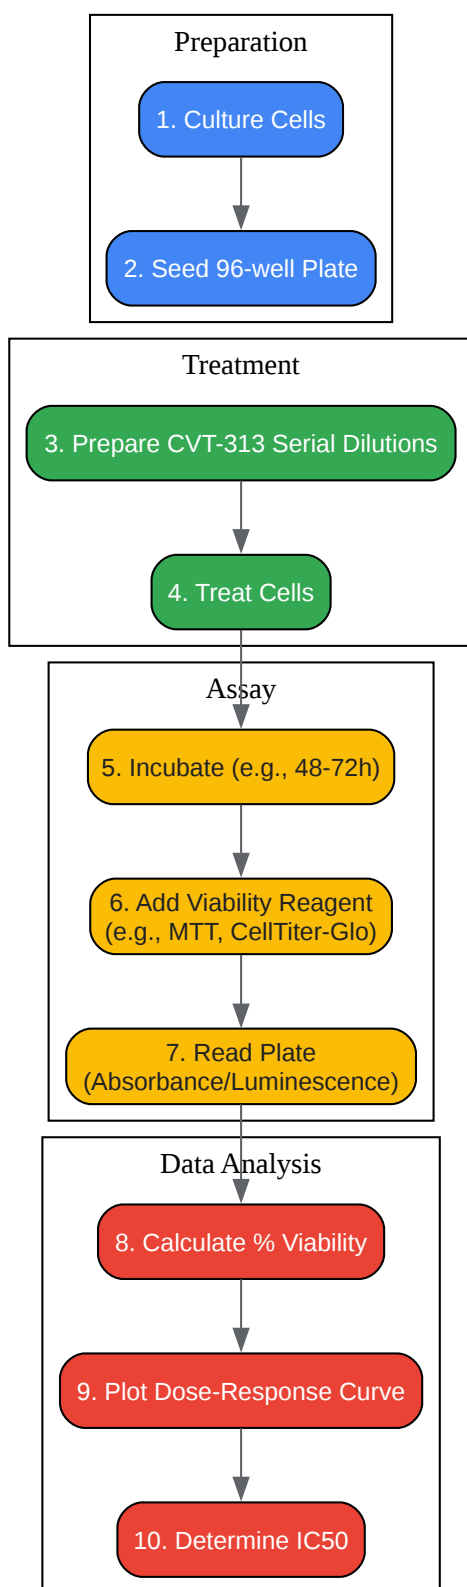 Preparation
1. Culture Cells
2. Seed 96-well Plate
Treatment
3. Prepare CVT-313 Serial Dilutions
4. Treat Cells
Assay
5. Incubate (e.g., 48-72h)
6. Add Viability Reagent
(e.g., MTT, CellTiter-Glo)
7. Read Plate
(Absorbance/Luminescence)
Data Analysis
8. Calculate % Viability
9. Plot Dose-Response Curve
10. Determine IC50